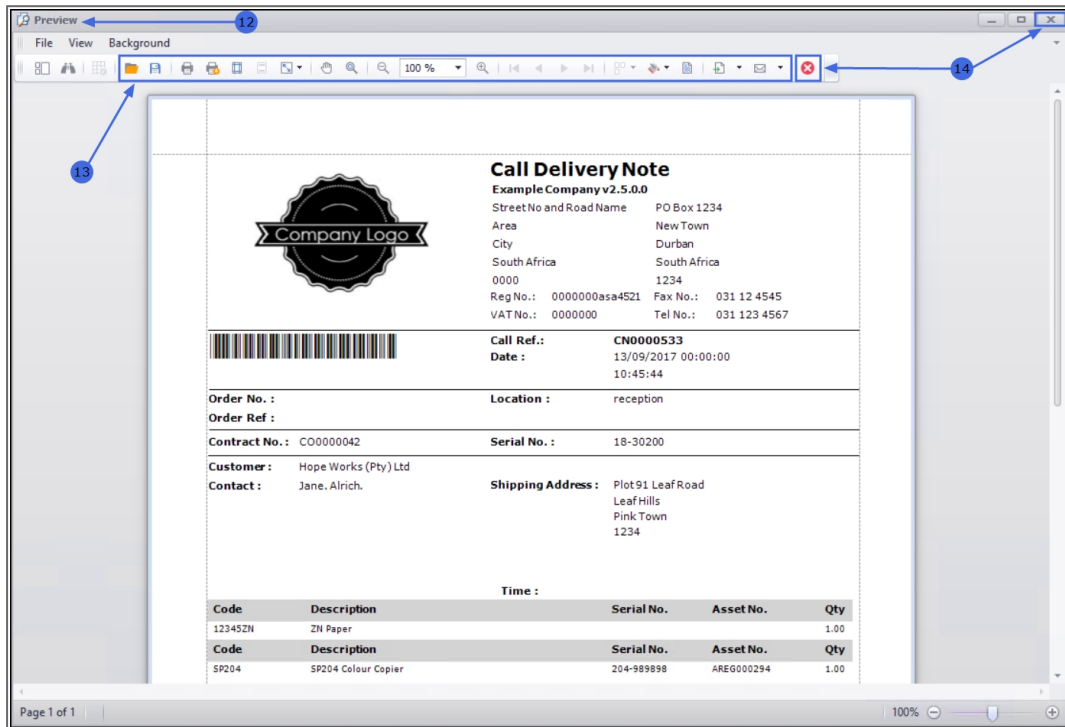 Preview
12
File View Background
100 %
14
13
Call Delivery Note
Example Company v2.5.0.0
Company Logo
Street No and Road Name PO Box 1234
Area New Town
City Durban
South Africa South Africa
0000 1234
Reg No.: 0000000asa4521 Fax No.: 031 12 4545
VAT No.: 0000000 Tel No.: 031 123 4567
Call Ref.: CN0000533
Date : 13/09/2017 00:00:00
10:45:44
Order No. : Location : reception
Order Ref :
Contract No. : CO0000042 Serial No. : 18-30200
Customer : Hope Works (Pty) Ltd
Contact : Jane. Alrich. Shipping Address : Plot 91 Leaf Road
Leaf Hills
Pink Town
1234
Time :
Code Description Serial No. Asset No. Qty
12345ZN ZN Paper 1.00
Code Description Serial No. Asset No. Qty
SP204 SP204 Colour Copier 204-989898 AREG000294 1.00
Page 1 of 1 100%